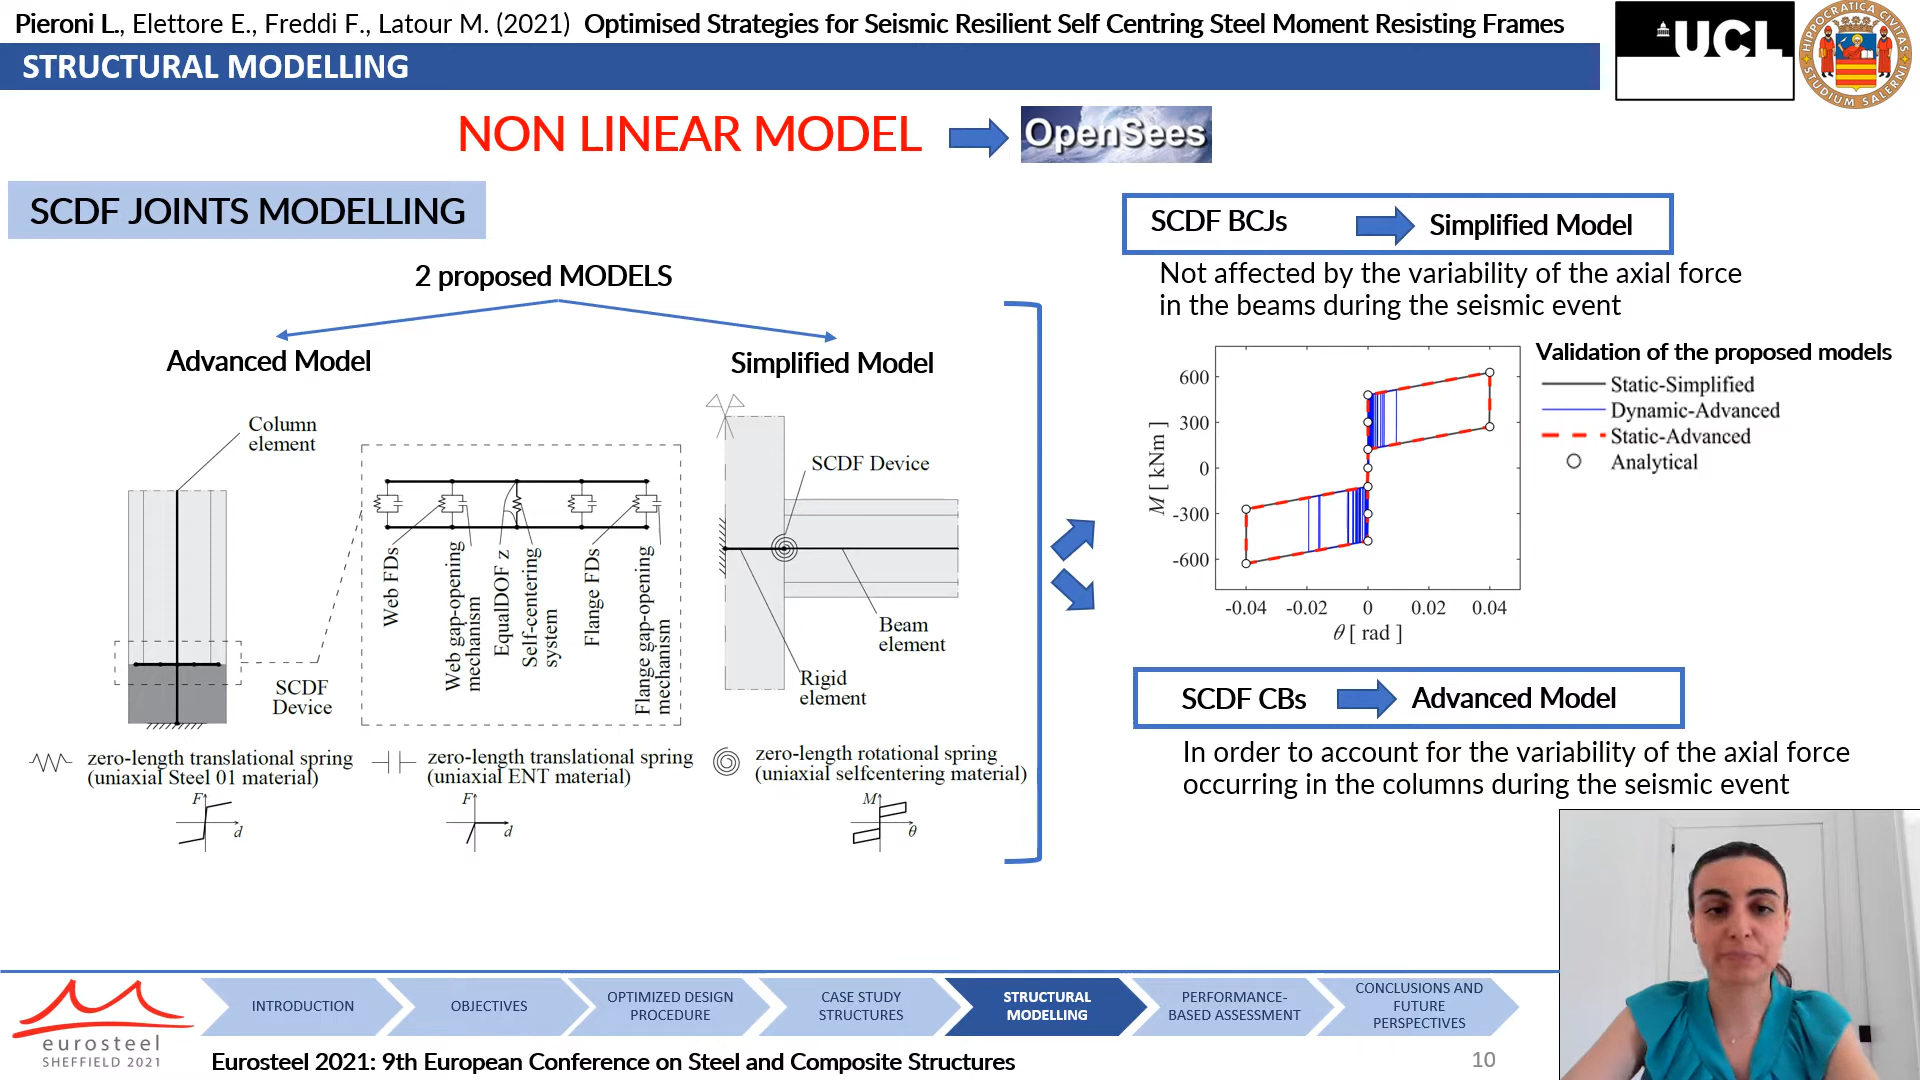 Pieroni L., Elettore E., Freddi F., Latour M. (2021) Optimised Strategies for Seismic Resilient Self Centring Steel Moment Resisting Frames
STRUCTURAL MODELLING
UCL
HIPPOCRATICA CIVITAS
STUDIUM SALERNI
NON LINEAR MODEL
OpenSees
SCDF JOINTS MODELLING
2 proposed MODELS
Advanced Model
Simplified Model
Column
element
SCDF
Device
Web FDs
Web gap-opening
mechanism
EqualDOF z
Self-centering
system
Flange FDs
Flange gap-opening
mechanism
SCDF Device
Beam
element
Rigid
element
zero-length translational spring
(uniaxial Steel 01 material)
F
d
zero-length translational spring
(uniaxial ENT material)
F
d
zero-length rotational spring
(uniaxial selfcentering material)
M
θ
SCDF BCJs
Simplified Model
Not affected by the variability of the axial force
in the beams during the seismic event
Validation of the proposed models
Static-Simplified
Dynamic-Advanced
Static-Advanced
Analytical
M [ kNm ]
600
300
0
-300
-600
-0.04
-0.02
0
0.02
0.04
θ [ rad ]
SCDF CBs
Advanced Model
In order to account for the variability of the axial force
occurring in the columns during the seismic event
eurosteel
SHEFFIELD 2021
INTRODUCTION
OBJECTIVES
OPTIMIZED DESIGN
PROCEDURE
CASE STUDY
STRUCTURES
STRUCTURAL
MODELLING
PERFORMANCE-
BASED ASSESSMENT
CONCLUSIONS AND
FUTURE
PERSPECTIVES
Eurosteel 2021: 9th European Conference on Steel and Composite Structures
10